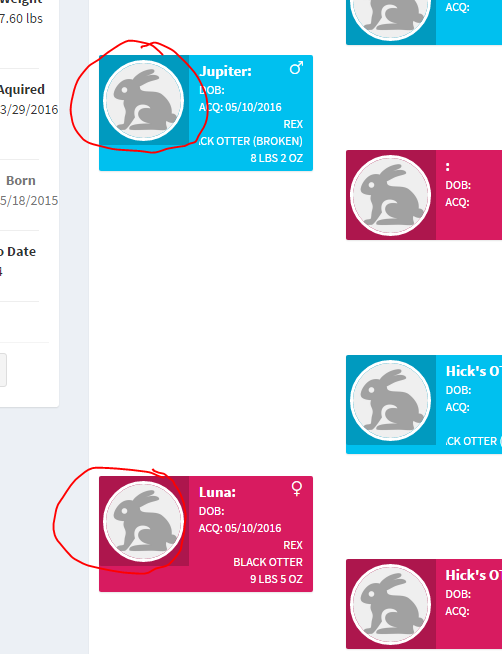 Weight
7.60 lbs
Aquired
3/29/2016
Born
5/18/2015
Date
4
Jupiter:
DOB:
ACQ: 05/10/2016
REX
CK OTTER (BROKEN)
8 LBS 2 OZ
Luna:
DOB:
ACQ: 05/10/2016
REX
BLACK OTTER
9 LBS 5 OZ
ACQ:
:
DOB:
ACQ:
Hick's OT
DOB:
ACQ:
CK OTTER (
Hick's OT
DOB:
ACQ: